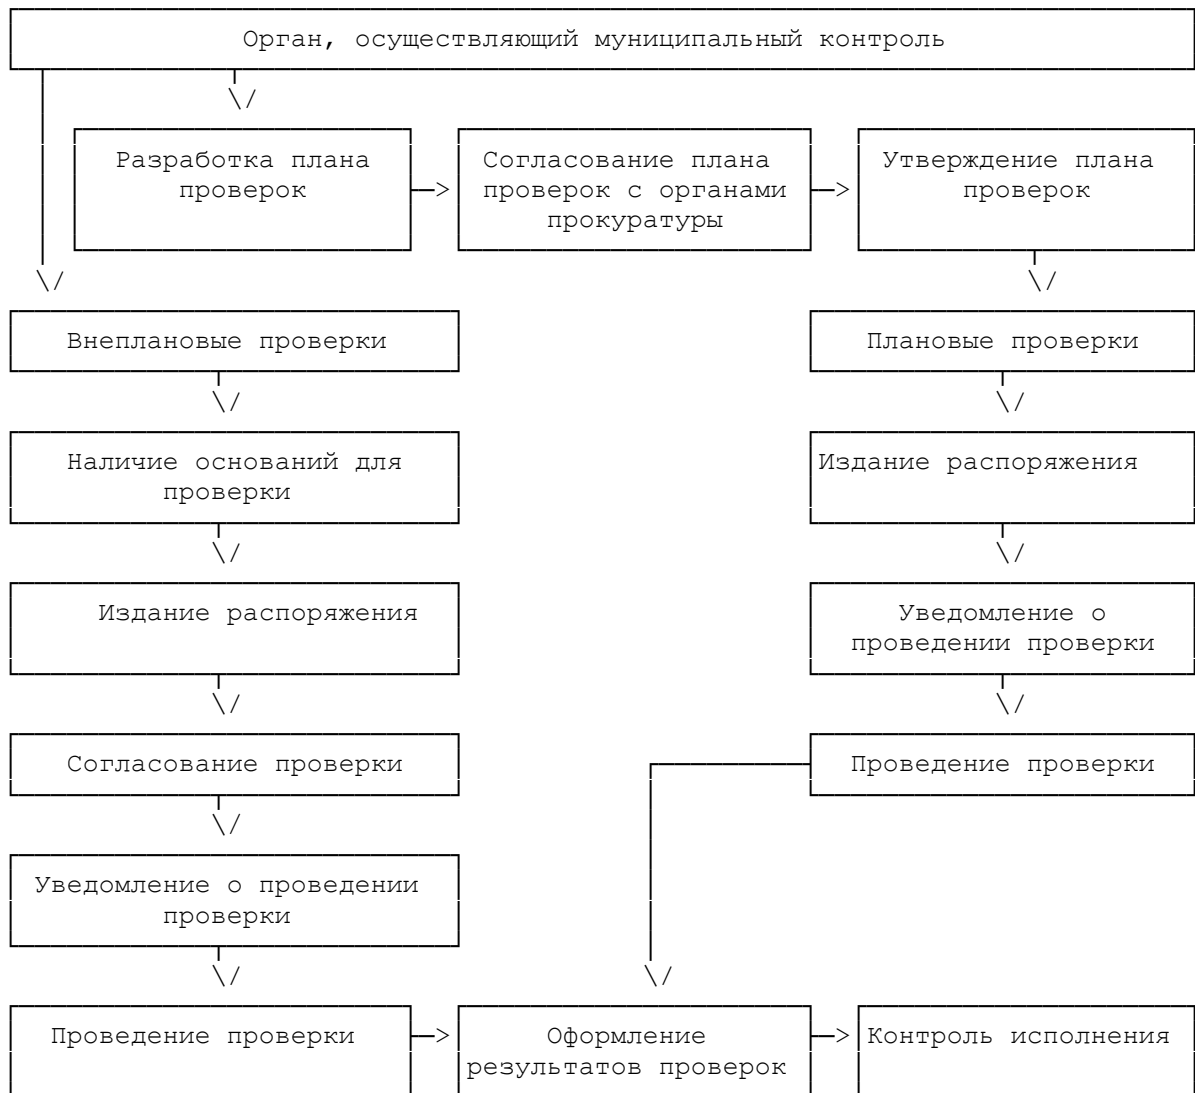 Орган, осуществляющий муниципальный контроль
Разработка плана
проверок
Согласование плана
проверок с органами
прокуратуры
Утверждение плана
проверок
Внеплановые проверки
Плановые проверки
Наличие оснований для
проверки
Издание распоряжения
Издание распоряжения
Уведомление о
проведении проверки
Согласование проверки
Проведение проверки
Уведомление о проведении
проверки
Проведение проверки
Оформление
результатов проверок
Контроль исполнения